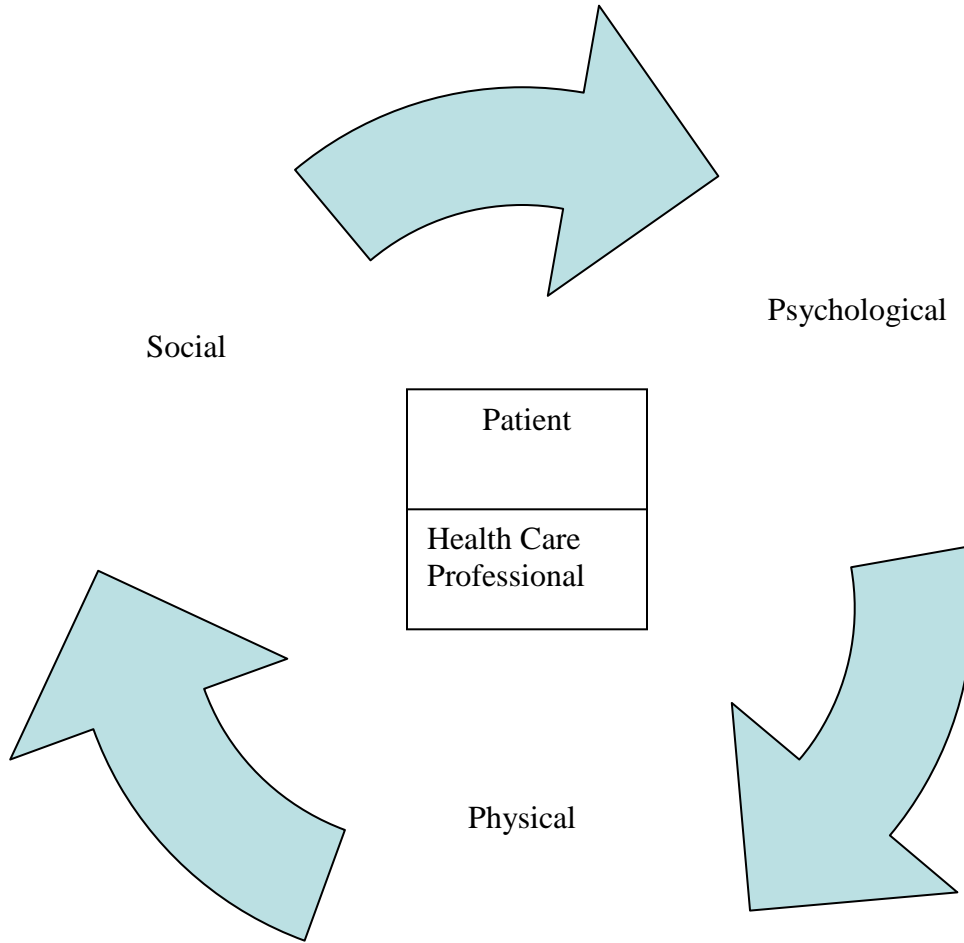 Psychological
Social
Patient
Health Care
Professional
Physical